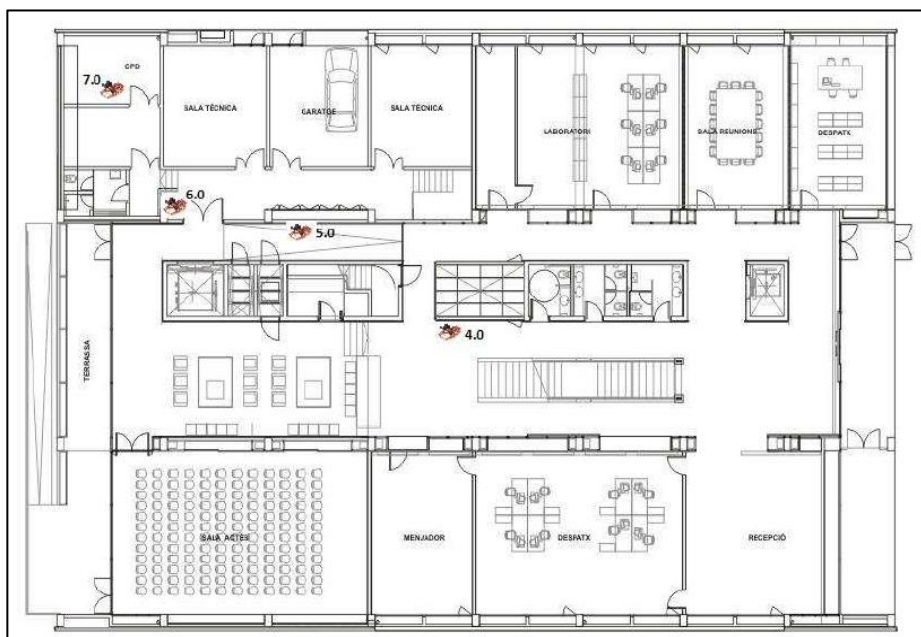 CPD
7.0
SALA TÈCNICA
GARATGE
SALA TÈCNICA
LABORATORI
SALA REUNIONS
DESPATX
6.0
5.0
4.0
TERRASSA
SALA ACTES
MENJADOR
DESPATX
RECEPCIÓ